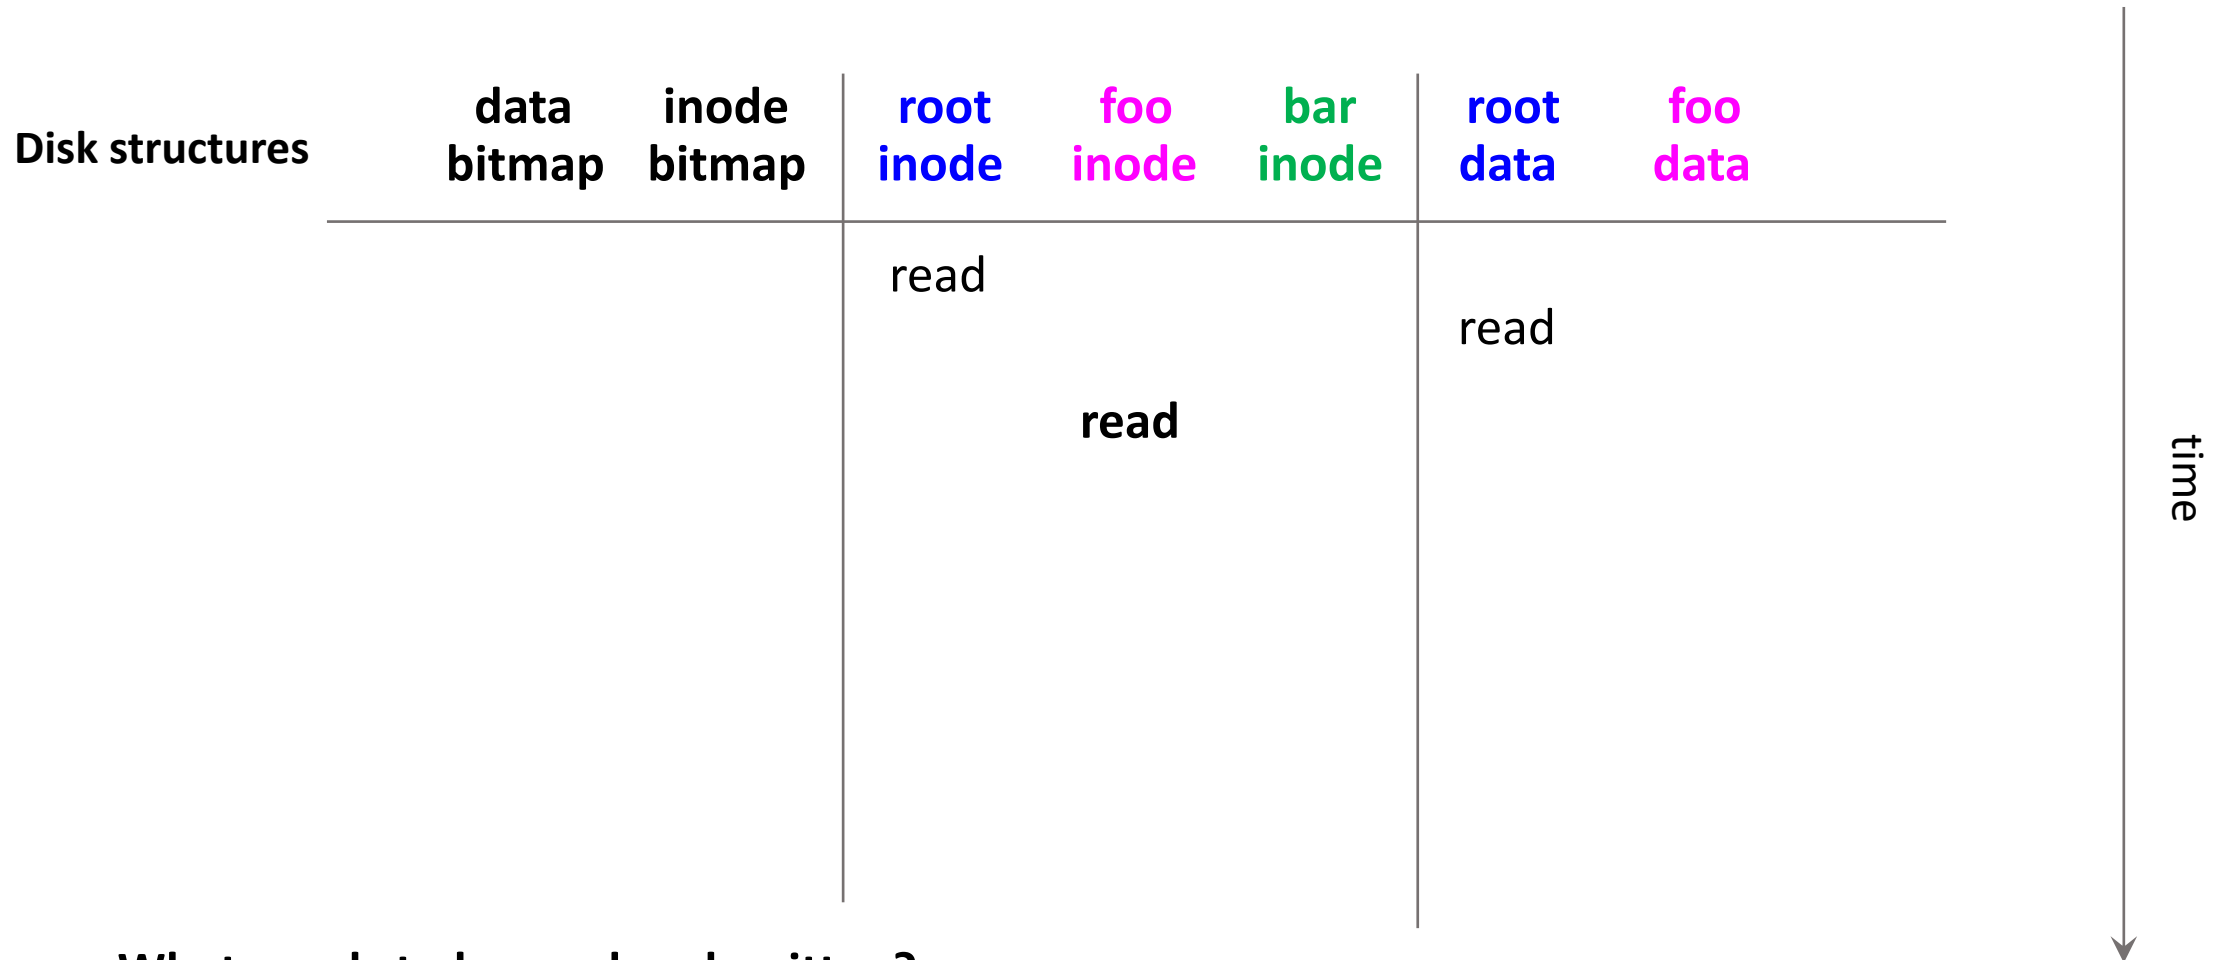 Disk structures
data bitmap
inode bitmap
root inode
foo inode
bar inode
root data
foo data
read
read
read
time